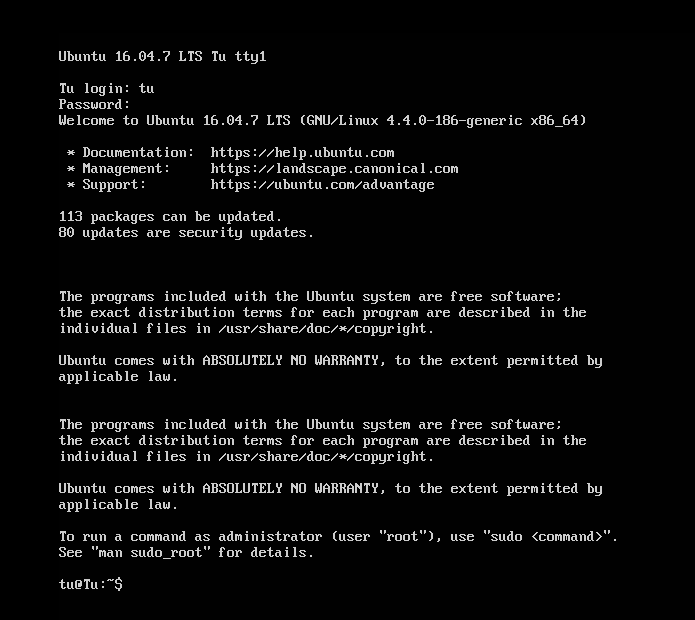 Ubuntu 16.04.7 LTS Tu tty1
Tu login: tu
Password:
Welcome to Ubuntu 16.04.7 LTS (GNU/Linux 4.4.0-186-generic x86_64)
* Documentation:  https://help.ubuntu.com
* Management:     https://landscape.canonical.com
* Support:        https://ubuntu.com/advantage
113 packages can be updated.
80 updates are security updates.
The programs included with the Ubuntu system are free software;
the exact distribution terms for each program are described in the
individual files in /usr/share/doc/*/copyright.
Ubuntu comes with ABSOLUTELY NO WARRANTY, to the extent permitted by
applicable law.
The programs included with the Ubuntu system are free software;
the exact distribution terms for each program are described in the
individual files in /usr/share/doc/*/copyright.
Ubuntu comes with ABSOLUTELY NO WARRANTY, to the extent permitted by
applicable law.
To run a command as administrator (user "root"), use "sudo <command>".
See "man sudo_root" for details.
tu@Tu:~$